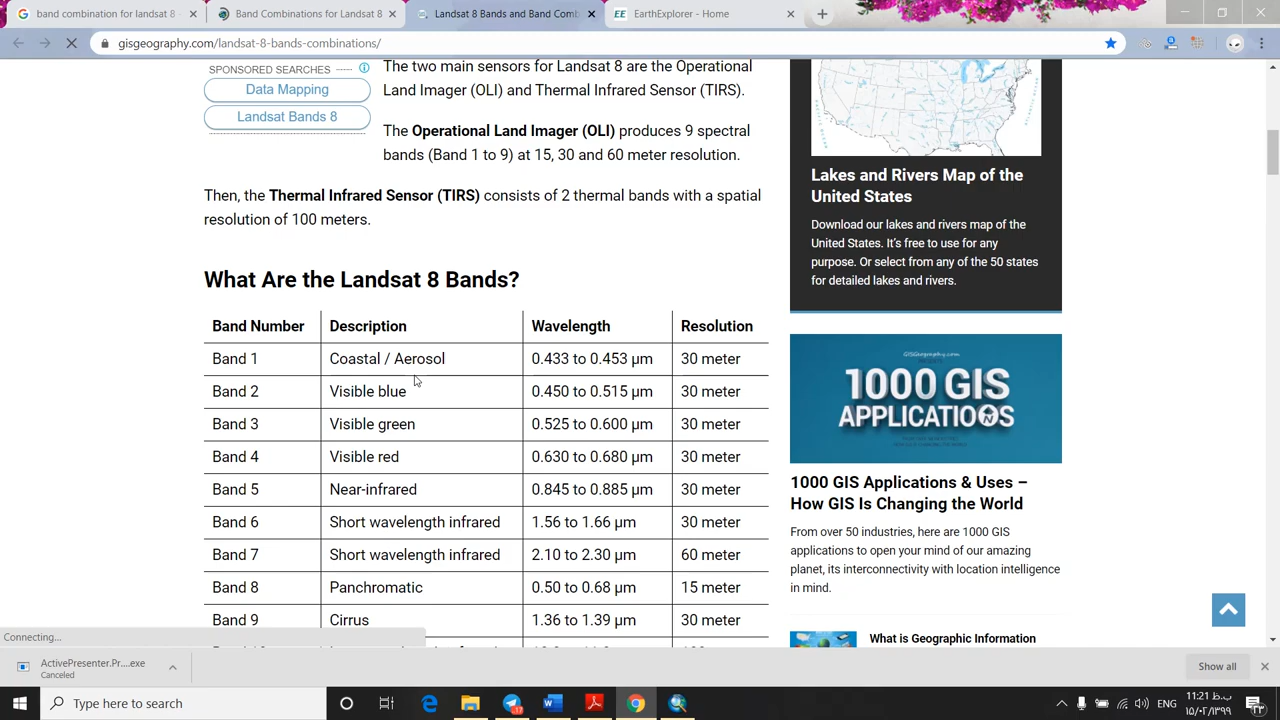 band combination for landsat 8
Band Combinations for Landsat 8
Landsat 8 Bands and Band Comb
EarthExplorer - Home
gisgeography.com/landsat-8-bands-combinations/
SPONSORED SEARCHES
Data Mapping
Landsat Bands 8
The two main sensors for Landsat 8 are the Operational
Land Imager (OLI) and Thermal Infrared Sensor (TIRS).
The Operational Land Imager (OLI) produces 9 spectral
bands (Band 1 to 9) at 15, 30 and 60 meter resolution.
Then, the Thermal Infrared Sensor (TIRS) consists of 2 thermal bands with a spatial
resolution of 100 meters.
What Are the Landsat 8 Bands?
Band Number Description Wavelength Resolution
Band 1 Coastal / Aerosol 0.433 to 0.453 μm 30 meter
Band 2 Visible blue 0.450 to 0.515 μm 30 meter
Band 3 Visible green 0.525 to 0.600 μm 30 meter
Band 4 Visible red 0.630 to 0.680 μm 30 meter
Band 5 Near-infrared 0.845 to 0.885 μm 30 meter
Band 6 Short wavelength infrared 1.56 to 1.66 μm 30 meter
Band 7 Short wavelength infrared 2.10 to 2.30 μm 60 meter
Band 8 Panchromatic 0.50 to 0.68 μm 15 meter
Band 9 Cirrus 1.36 to 1.39 μm 30 meter
Lakes and Rivers Map of the
United States
Download our lakes and rivers map of the
United States. It's free to use for any
purpose. Or select from any of the 50 states
for detailed lakes and rivers.
GISGeography.com
1000 GIS
APPLICATIONS
1000 GIS Applications & Uses –
How GIS Is Changing the World
From over 50 industries, here are 1000 GIS
applications to open your mind of our amazing
planet, its interconnectivity with location intelligence
in mind.
What is Geographic Information
Connecting...
ActivePresenter.Pr....exe
Canceled
Show all
Type here to search
ENG
11:21 ب.ظ
۱۵/۰۲/۱۳۹۹